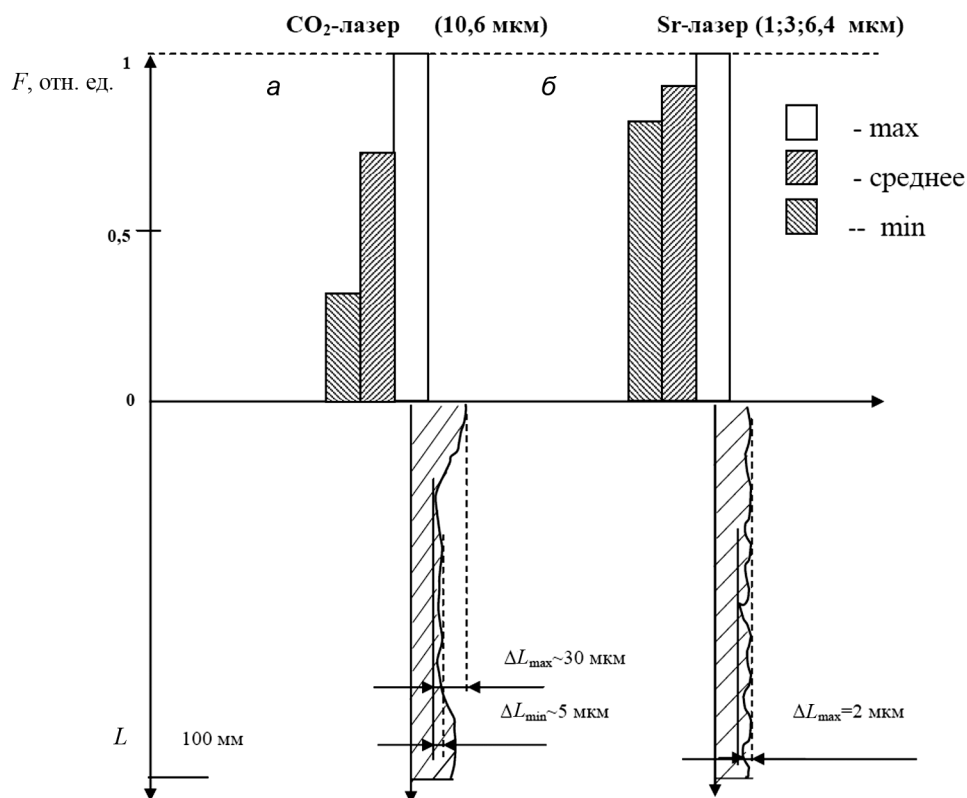 CO₂-лазер (10,6 мкм) Sr-лазер (1;3;6,4 мкм)
1
F, отн. ед.
а б
- max
- среднее
-- min
0,5
0
ΔLmax~30 мкм
ΔLmin~5 мкм
ΔLmax=2 мкм
L 100 мм